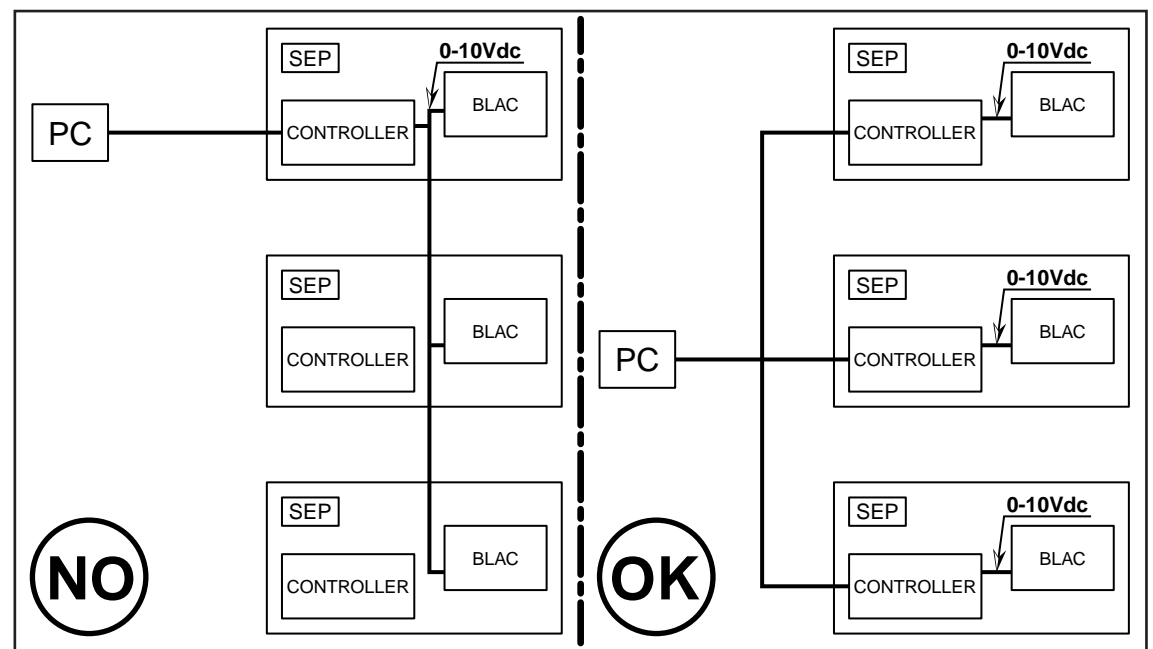 SEP
0-10Vdc
BLAC
PC
CONTROLLER
SEP
BLAC
CONTROLLER
SEP
BLAC
CONTROLLER
NO
SEP
0-10Vdc
BLAC
CONTROLLER
SEP
0-10Vdc
BLAC
PC
CONTROLLER
SEP
0-10Vdc
BLAC
CONTROLLER
OK